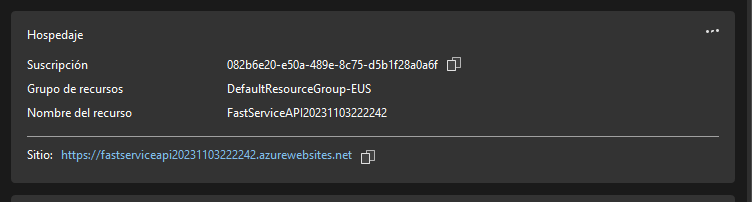 Hospedaje
Suscripción 082b6e20-e50a-489e-8c75-d5b1f28a0a6f
Grupo de recursos DefaultResourceGroup-EUS
Nombre del recurso FastServiceAPI20231103222242
Sitio: https://fastserviceapi20231103222242.azurewebsites.net